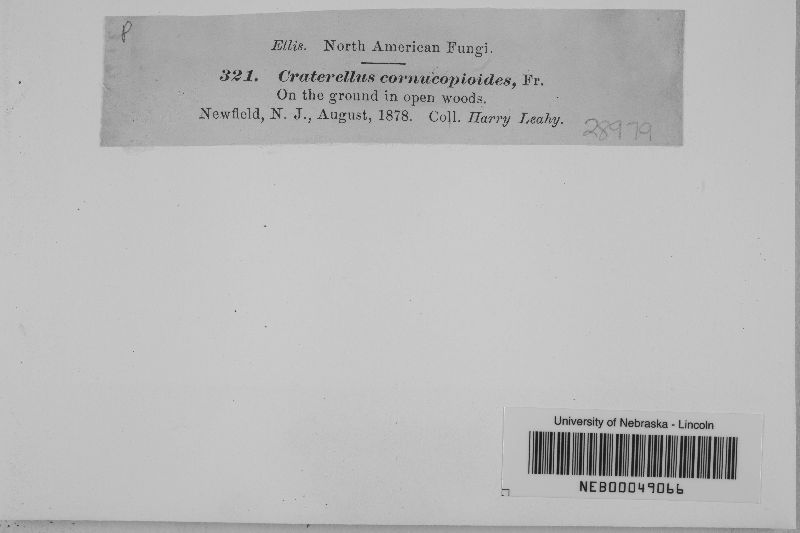 P
Ellis. North American Fungi.
321. Craterellus cornucopioides, Fr.
On the ground in open woods.
Newfield, N. J., August, 1878. Coll. Harry Leahy.
28979
University of Nebraska - Lincoln
NEB00049066